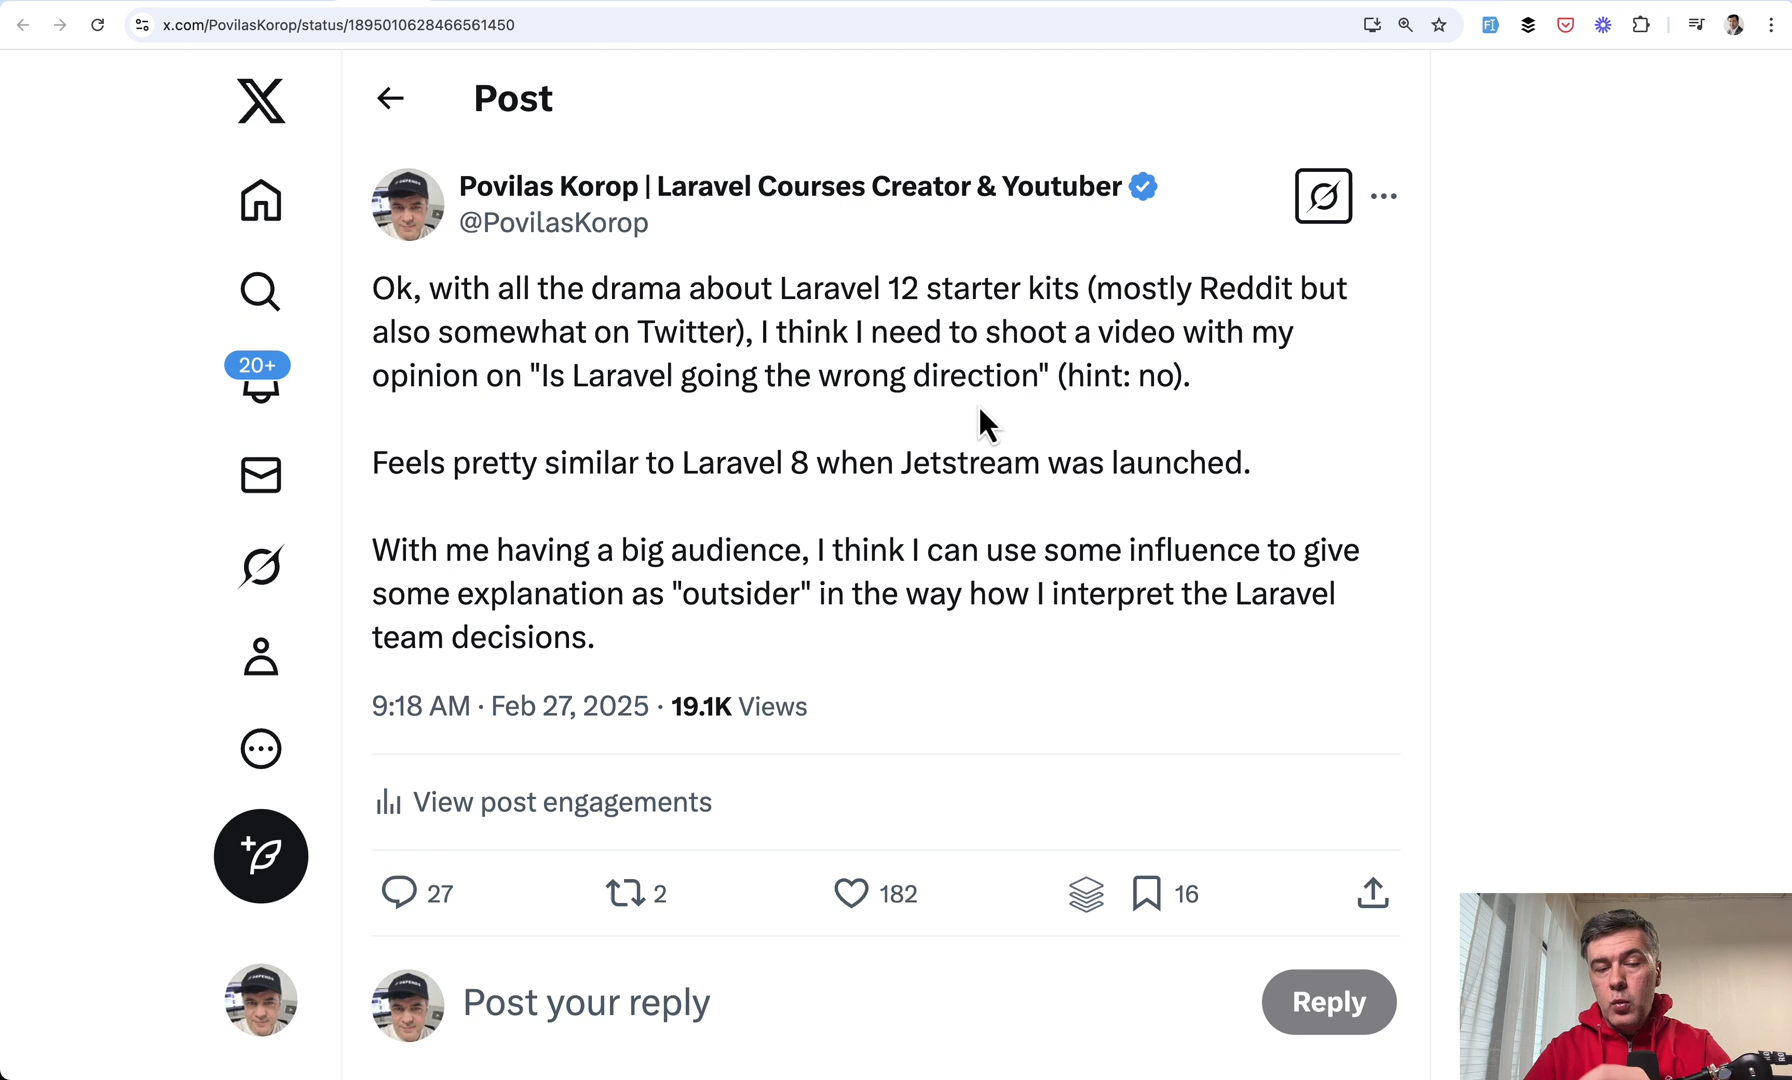 x.com/PovilasKorop/status/1895010628466561450
Post
Povilas Korop | Laravel Courses Creator & Youtuber
@PovilasKorop
Ok, with all the drama about Laravel 12 starter kits (mostly Reddit but
also somewhat on Twitter), I think I need to shoot a video with my
opinion on "Is Laravel going the wrong direction" (hint: no).
Feels pretty similar to Laravel 8 when Jetstream was launched.
With me having a big audience, I think I can use some influence to give
some explanation as "outsider" in the way how I interpret the Laravel
team decisions.
9:18 AM · Feb 27, 2025 · 19.1K Views
View post engagements
27
2
182
16
20+
Post your reply
Reply